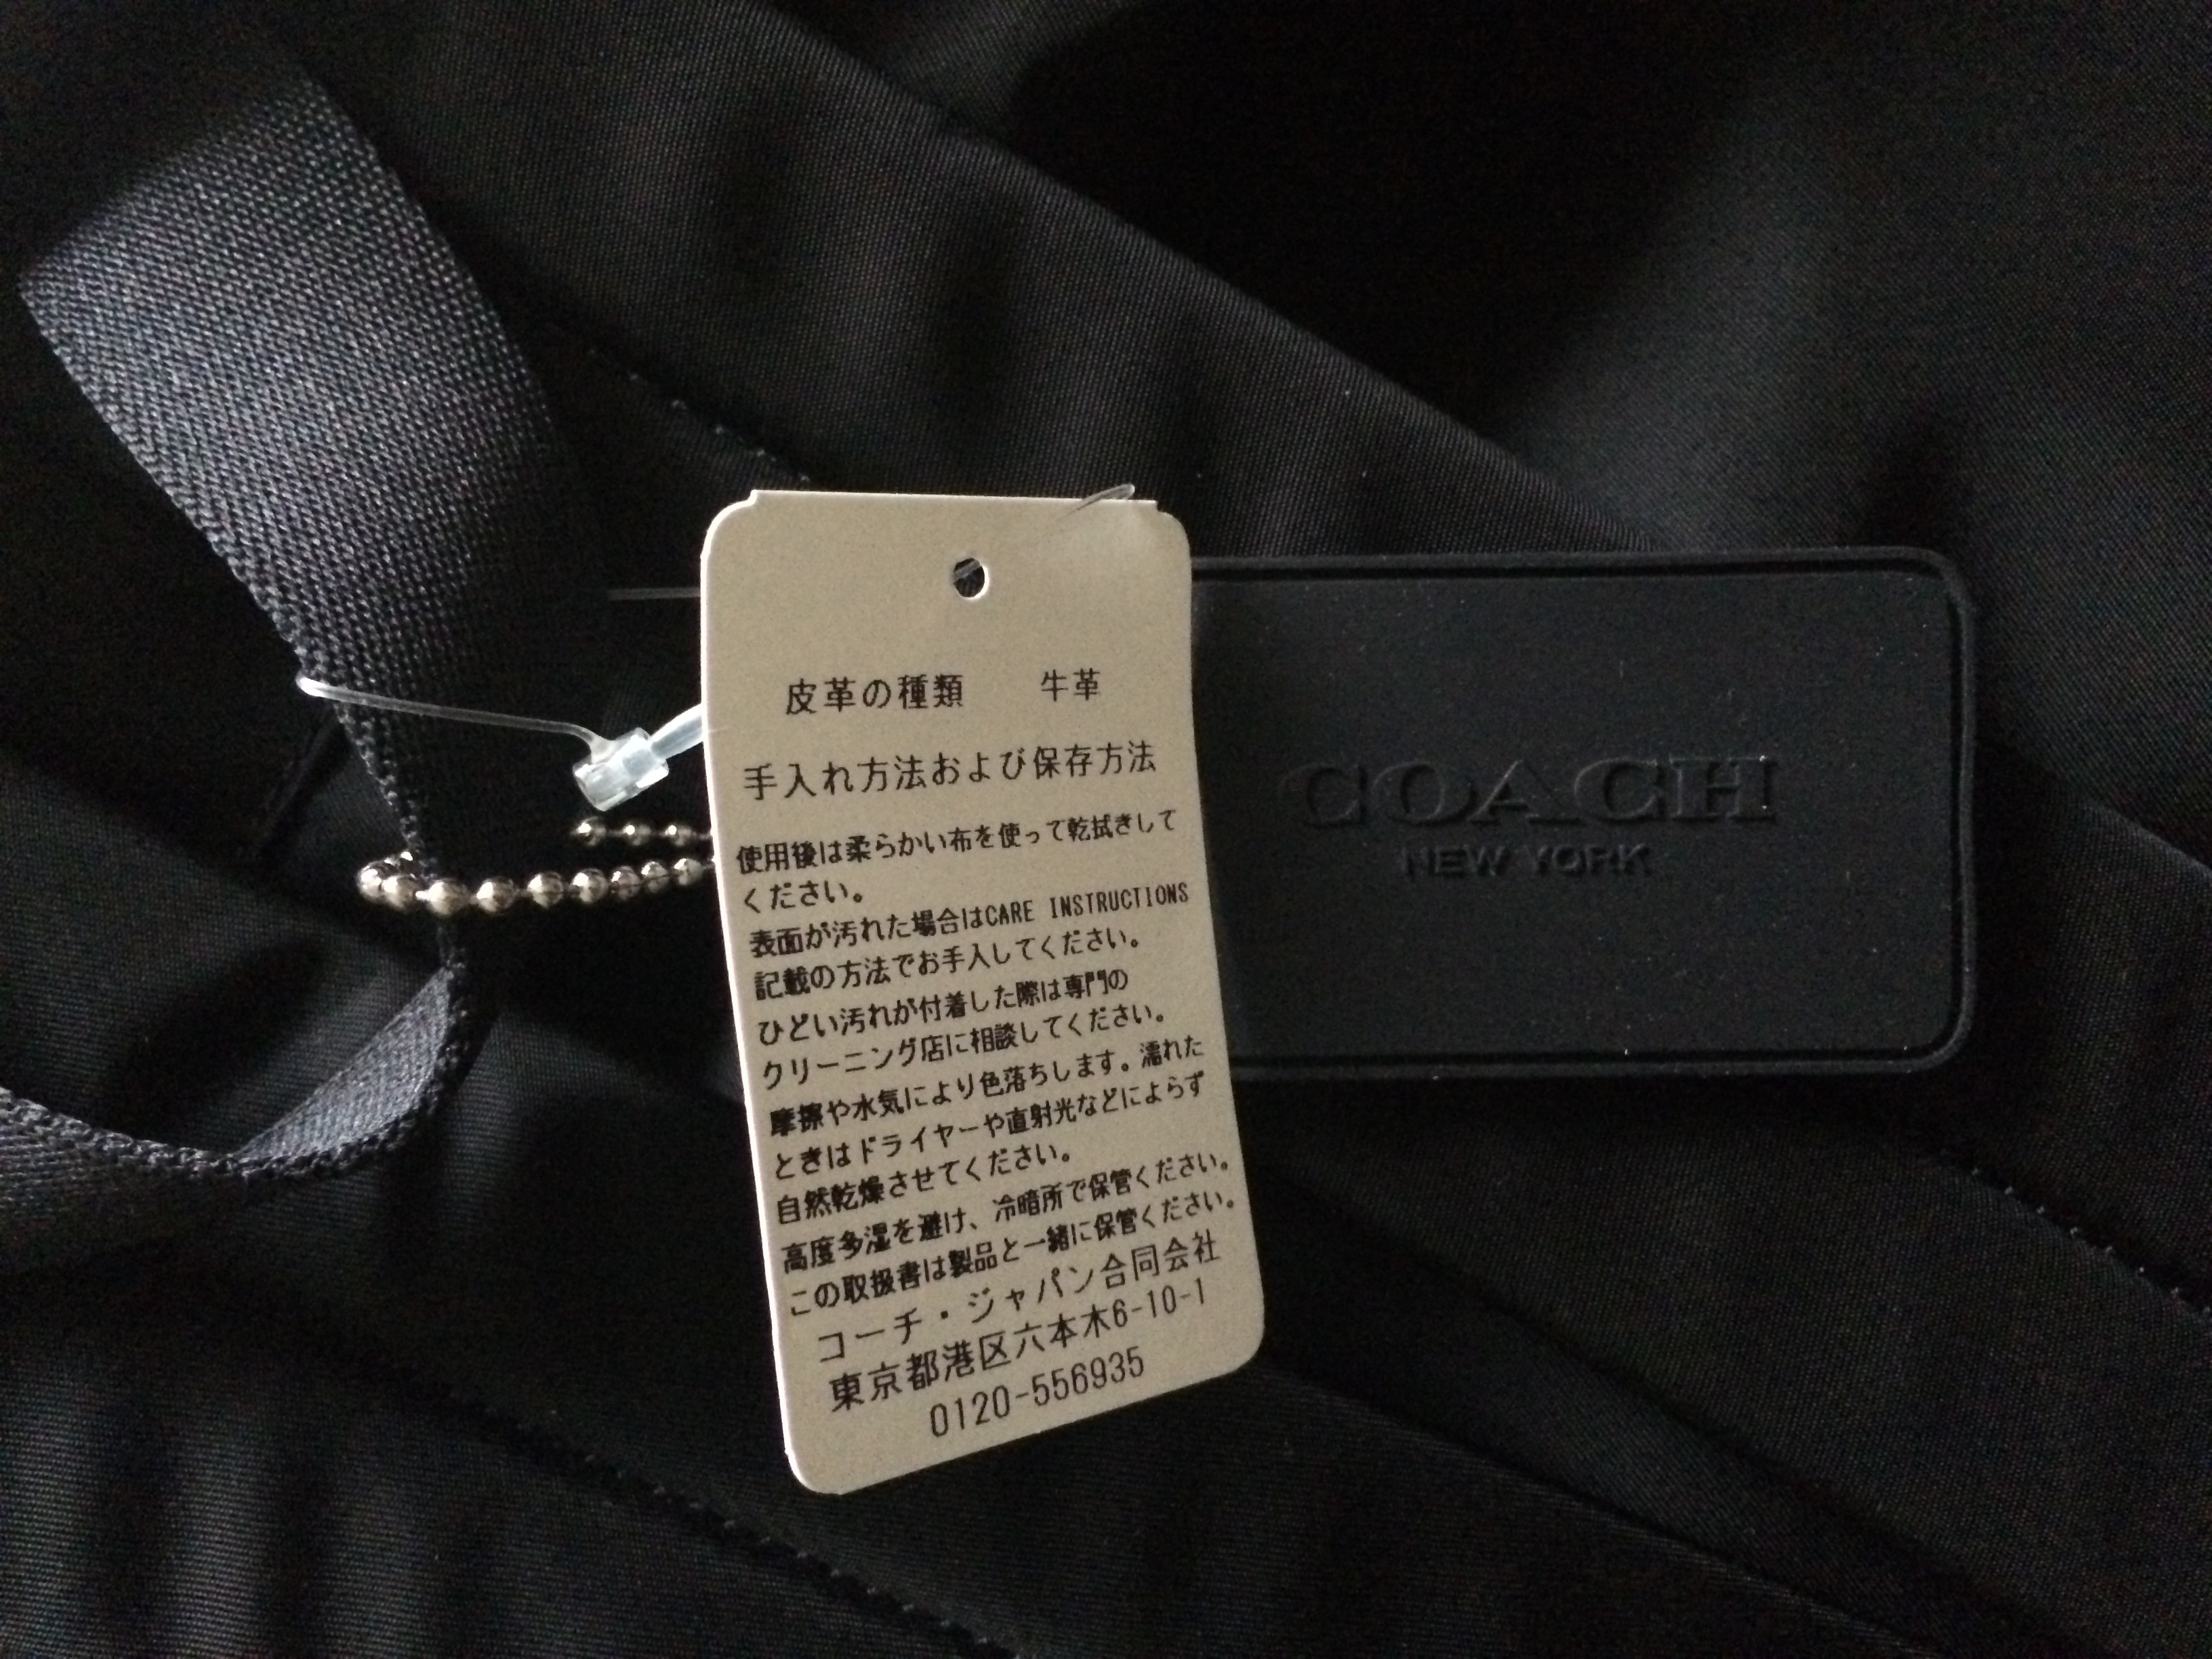 皮革の種類　牛革
手入れ方法および保存方法
使用後は柔らかい布を使って乾拭きして
ください。
表面が汚れた場合はCARE INSTRUCTIONS
記載の方法でお手入してください。
ひどい汚れが付着した際は専門の
クリーニング店に相談してください。
摩擦や水気により色落ちします。濡れた
ときはドライヤーや直射光などによらず
自然乾燥させてください。
高度多湿を避け、冷暗所で保管ください。
この取扱書は製品と一緒に保管ください。
コーチ・ジャパン合同会社
東京都港区六本木6-10-1
0120-556935
COACH
NEW YORK